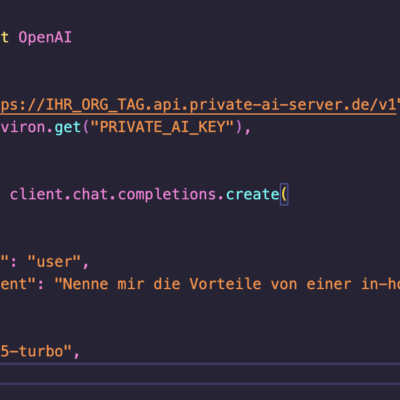 t OpenAI
ps://IHR_ORG_TAG.api.private-ai-server.de/v1"
viron.get("PRIVATE_AI_KEY"),
client.chat.completions.create(
": "user",
ent": "Nenne mir die Vorteile von einer in-ho
5-turbo",